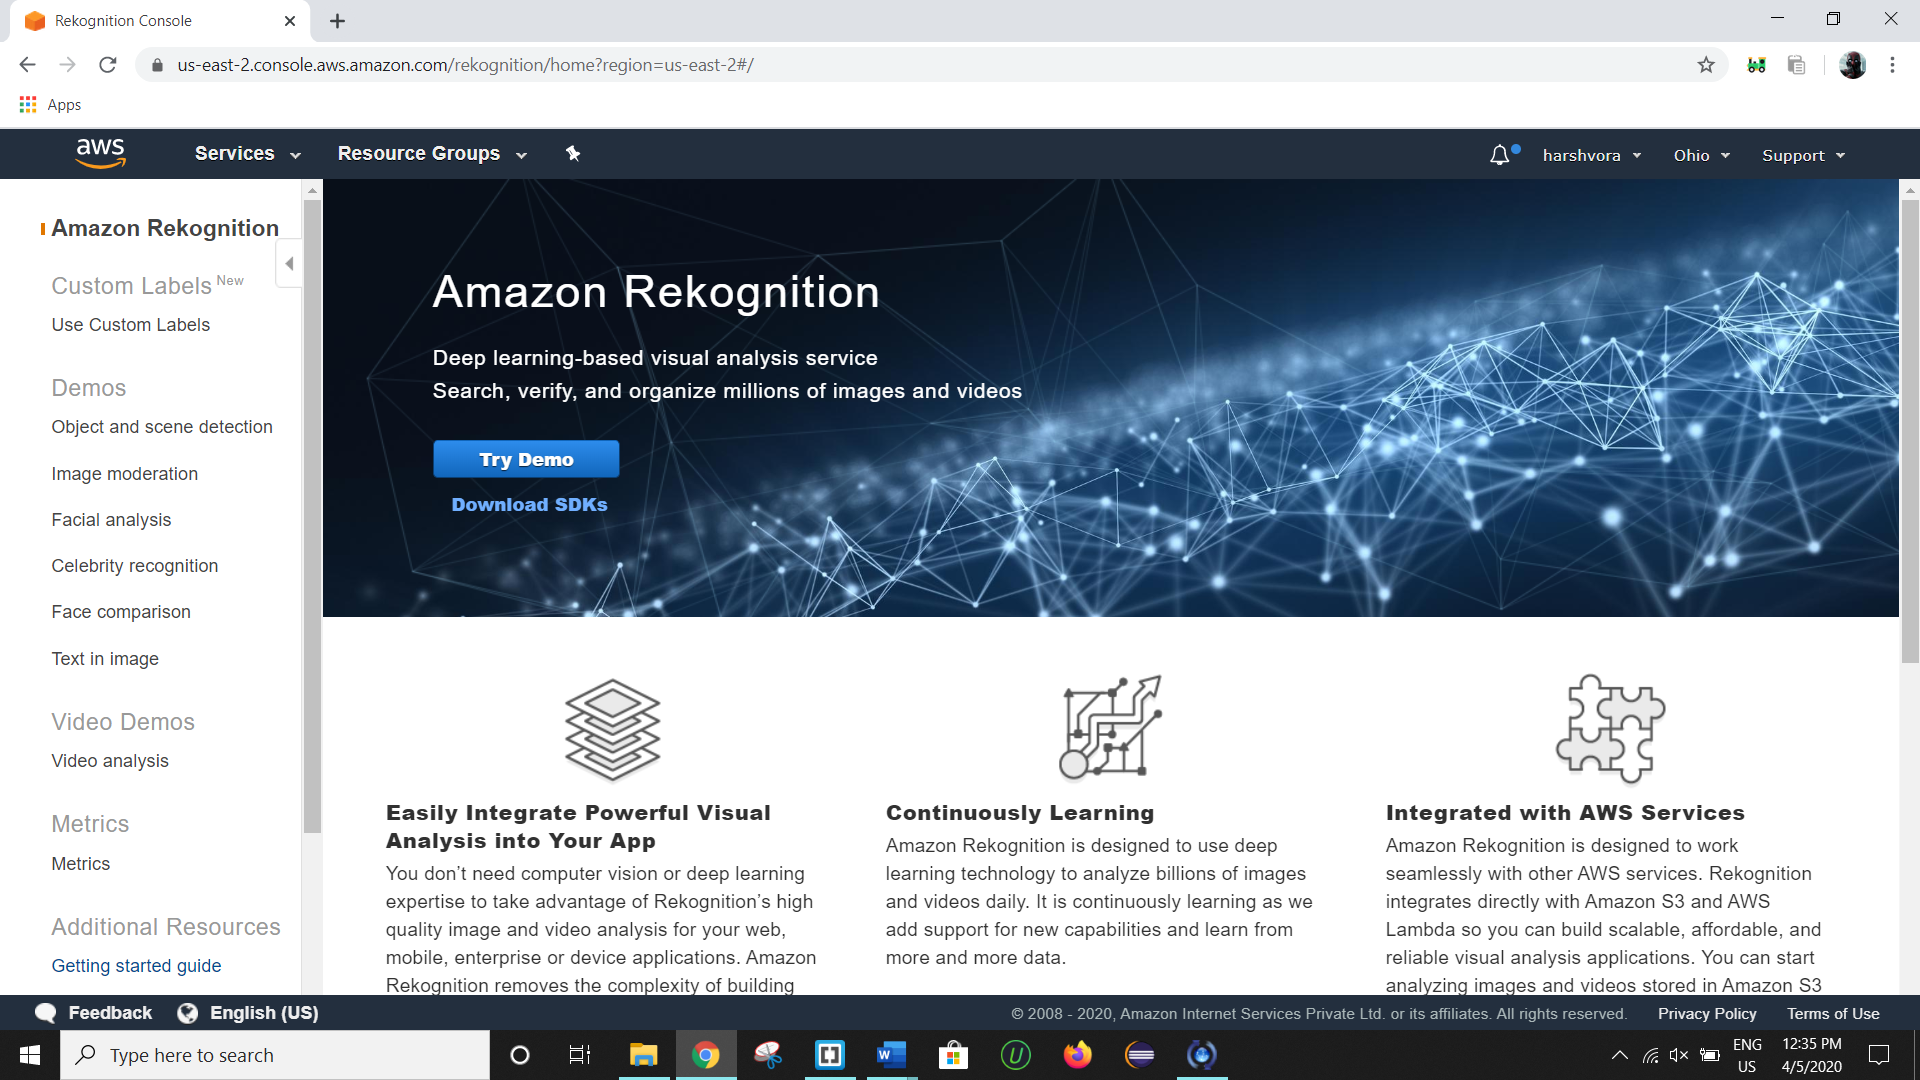 Rekognition Console
us-east-2.console.aws.amazon.com/rekognition/home?region=us-east-2#/
Apps
aws
Services
Resource Groups
harshvora
Ohio
Support
Amazon Rekognition
Custom Labels New
Use Custom Labels
Demos
Object and scene detection
Image moderation
Facial analysis
Celebrity recognition
Face comparison
Text in image
Video Demos
Video analysis
Metrics
Metrics
Additional Resources
Getting started guide
Amazon Rekognition
Deep learning-based visual analysis service
Search, verify, and organize millions of images and videos
Try Demo
Download SDKs
Easily Integrate Powerful Visual
Analysis into Your App
You don't need computer vision or deep learning
expertise to take advantage of Rekognition's high
quality image and video analysis for your web,
mobile, enterprise or device applications. Amazon
Rekognition removes the complexity of building
Continuously Learning
Amazon Rekognition is designed to use deep
learning technology to analyze billions of images
and videos daily. It is continuously learning as we
add support for new capabilities and learn from
more and more data.
Integrated with AWS Services
Amazon Rekognition is designed to work
seamlessly with other AWS services. Rekognition
integrates directly with Amazon S3 and AWS
Lambda so you can build scalable, affordable, and
reliable visual analysis applications. You can start
analyzing images and videos stored in Amazon S3
Feedback
English (US)
© 2008 - 2020, Amazon Internet Services Private Ltd. or its affiliates. All rights reserved.
Privacy Policy
Terms of Use
Type here to search
ENG
US
12:35 PM
4/5/2020